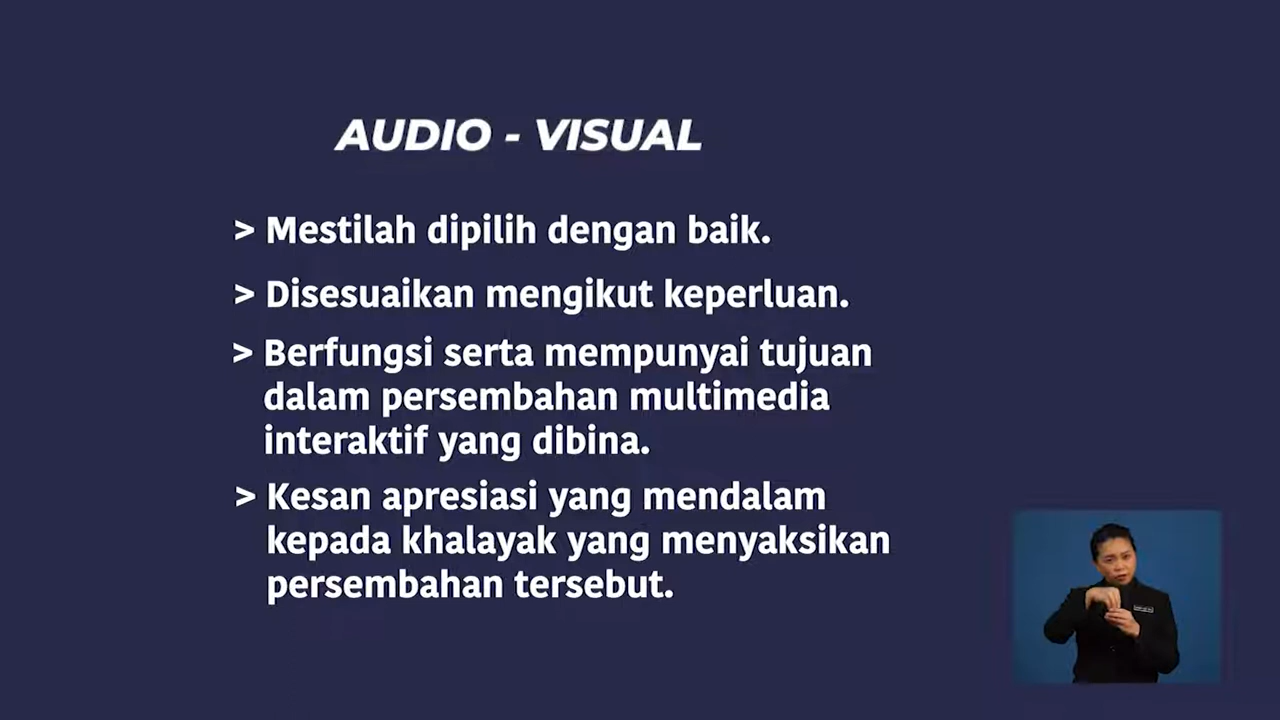 AUDIO - VISUAL
> Mestilah dipilih dengan baik.
> Disesuaikan mengikut keperluan.
> Berfungsi serta mempunyai tujuan
dalam persembahan multimedia
interaktif yang dibina.
> Kesan apresiasi yang mendalam
kepada khalayak yang menyaksikan
persembahan tersebut.